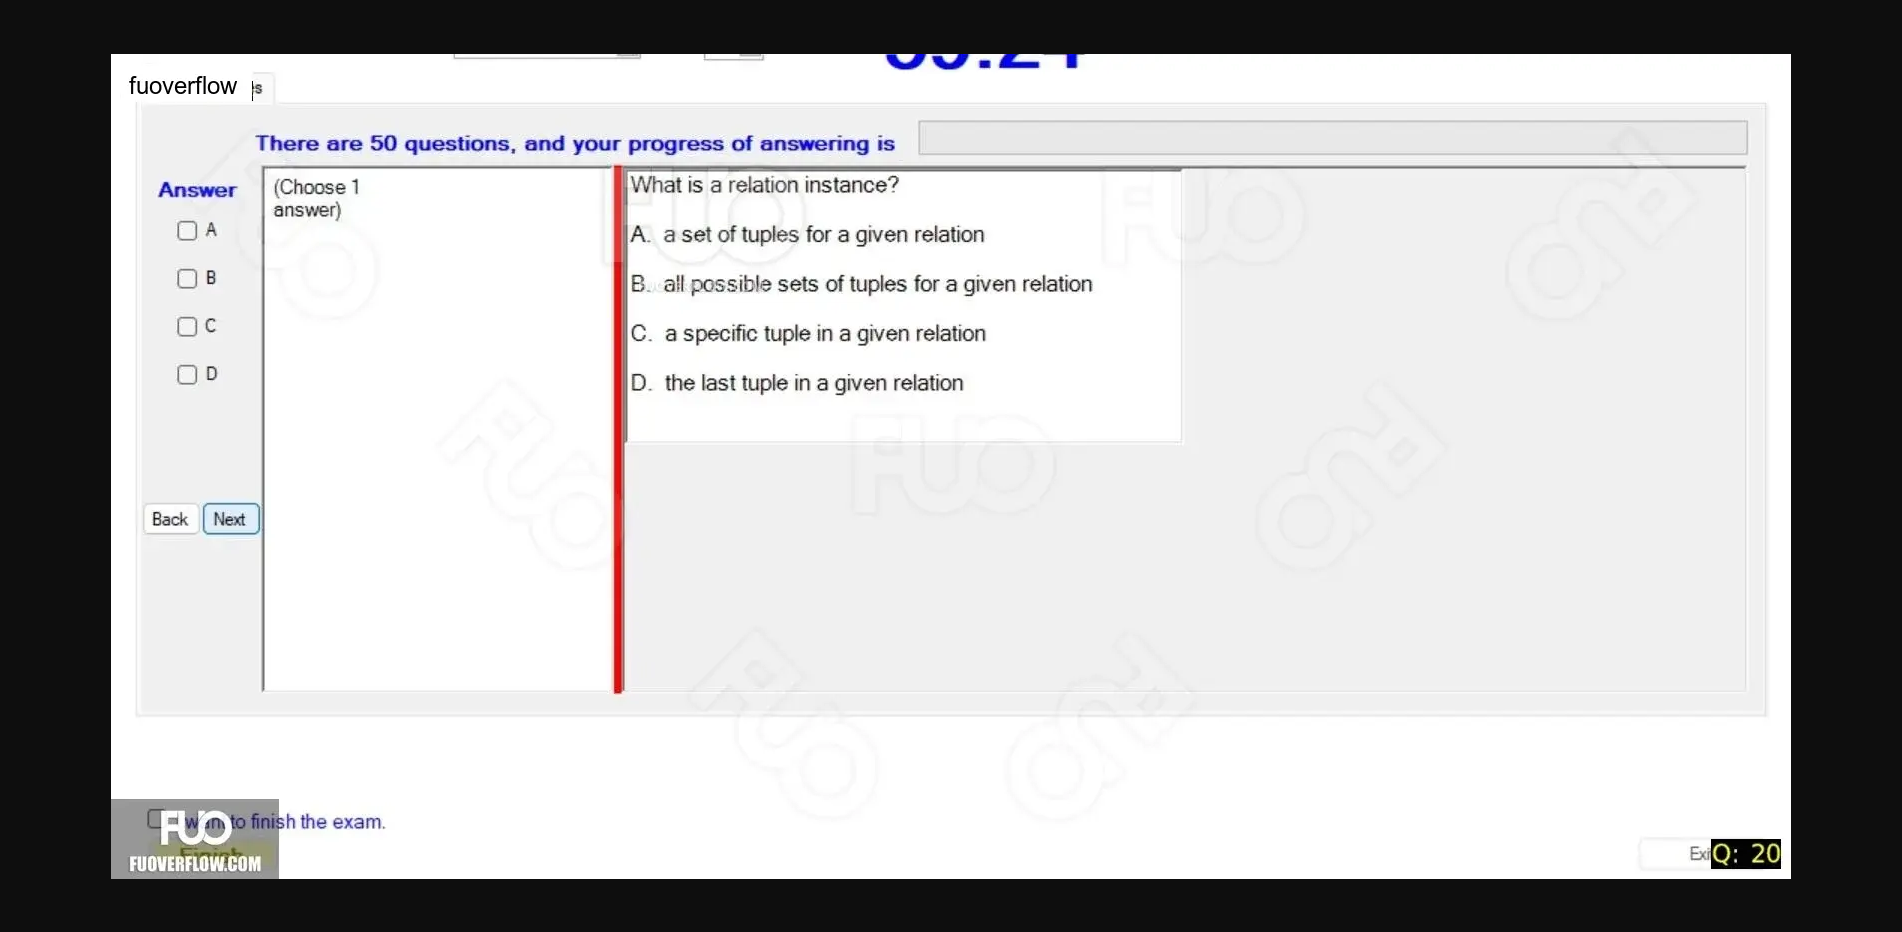 fuoverflow
There are 50 questions, and your progress of answering is
Answer
(Choose 1
answer)
A
B
C
D
What is a relation instance?
A. a set of tuples for a given relation
B. all possible sets of tuples for a given relation
C. a specific tuple in a given relation
D. the last tuple in a given relation
Back
Next
FUO
want to finish the exam.
Finish
FUOVERFLOW.COM
Exi
Q: 20